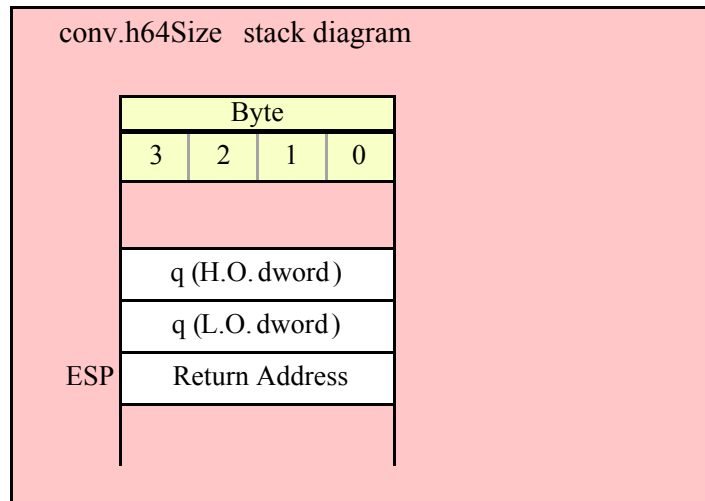 conv.h64Size stack diagram
Byte
3 2 1 0
q (H.O. dword)
q (L.O. dword)
ESP Return Address